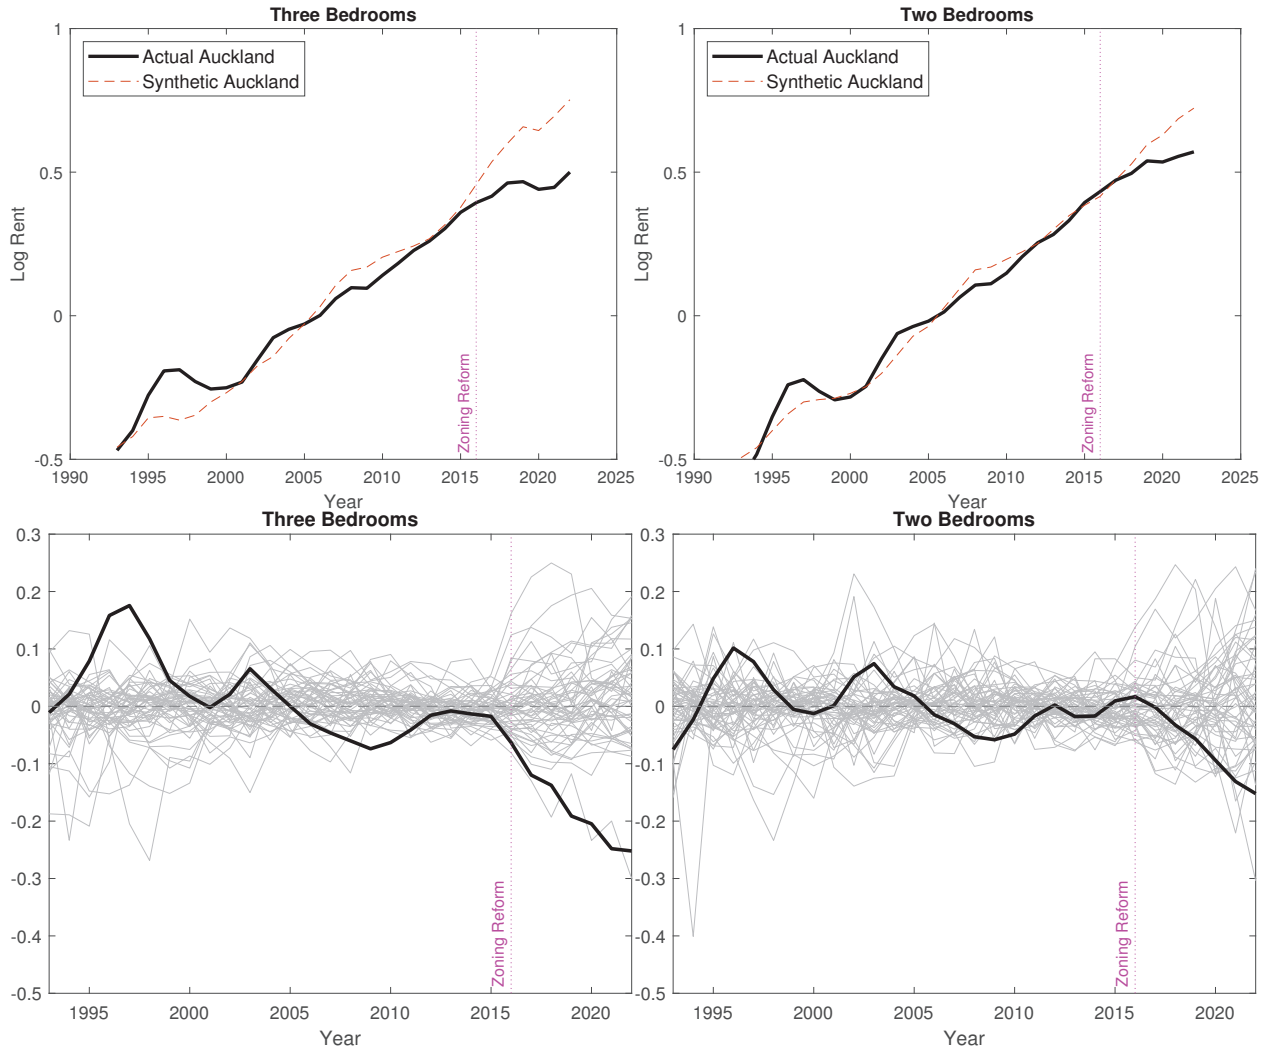 Three Bedrooms
1
0.5
0
-0.5
Log Rent
Actual Auckland
Synthetic Auckland
Zoning Reform
1990 1995 2000 2005 2010 2015 2020 2025
Year
Two Bedrooms
1
0.5
0
-0.5
Log Rent
Actual Auckland
Synthetic Auckland
Zoning Reform
1990 1995 2000 2005 2010 2015 2020 2025
Year
Three Bedrooms
0.3
0.2
0.1
0
-0.1
-0.2
-0.3
-0.4
-0.5
Zoning Reform
1995 2000 2005 2010 2015 2020
Year
Two Bedrooms
0.3
0.2
0.1
0
-0.1
-0.2
-0.3
-0.4
-0.5
Zoning Reform
1995 2000 2005 2010 2015 2020
Year